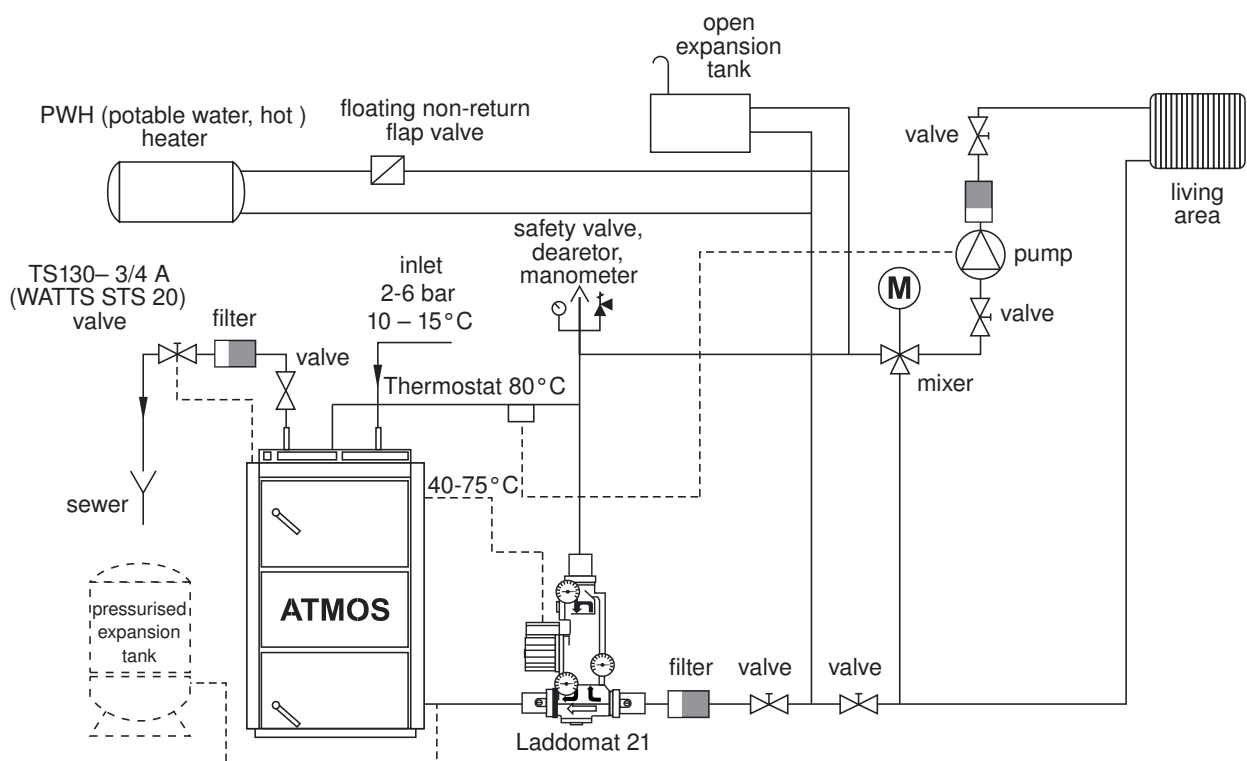 open
expansion
tank
PWH (potable water, hot )
heater
floating non-return
flap valve
valve
living
area
safety valve,
dearetor,
manometer
pump
TS130– 3/4 A
(WATTS STS 20)
valve
filter
inlet
2-6 bar
10 – 15°C
M
valve
valve
mixer
Thermostat 80°C
40-75°C
sewer
pressurised
expansion
tank
ATMOS
filter
valve
valve
Laddomat 21